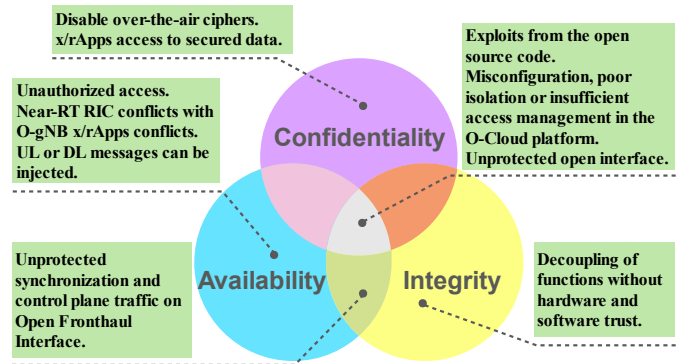 Disable over-the-air ciphers.
x/rApps access to secured data.
Unauthorized access.
Near-RT RIC conflicts with
O-gNB x/rApps conflicts.
UL or DL messages can be
injected.
Unprotected
synchronization and
control plane traffic on
Open Fronthaul
Interface.
Confidentiality
Availability
Integrity
Exploits from the open
source code.
Misconfiguration, poor
isolation or insufficient
access management in the
O-Cloud platform.
Unprotected open interface.
Decoupling of
functions without
hardware and
software trust.